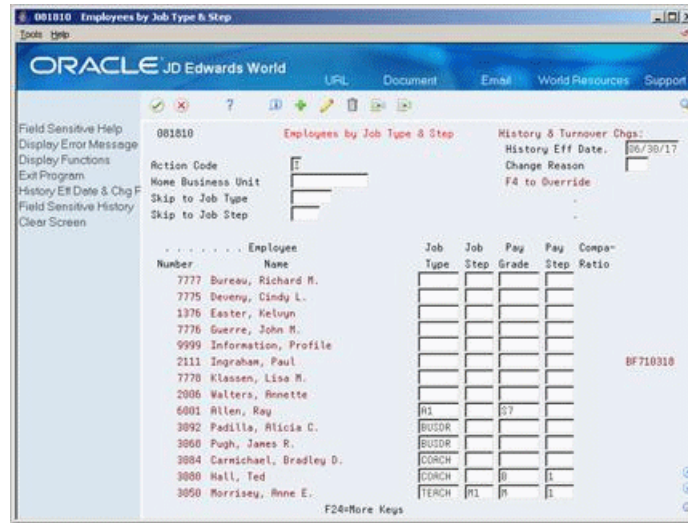 081810 Employees by Job Type & Step
Tools Help
ORACLE JD Edwards World
URL Document Email World Resources Support
Field Sensitive Help
Display Error Message
Display Functions
Exit Program
History Eff Date & Chg F
Field Sensitive History
Clear Screen
081810 Employees by Job Type & Step History & Turnover Chgs:
History Eff Date. 06/30/17
Action Code I Change Reason
Home Business Unit F4 to Override
Skip to Job Type .
Skip to Job Step .
. . . . . . . Employee Job Job Pay Pay Compa-
Number Name Type Step Grade Step Ratio
7777 Bureau, Richard M.
7775 Deveny, Cindy L.
1376 Easter, Kelvyn
7776 Guerre, John M.
9999 Information, Profile
2111 Ingraham, Paul BF710318
7778 Klassen, Lisa M.
2006 Walters, Annette
6001 Allen, Ray A1 S7
3092 Padilla, Alicia C. BUSDR
3060 Pugh, James R. BUSDR
3084 Carmichael, Bradley D. COACH
3080 Hall, Ted COACH 1
3050 Morrisey, Anne E. TEACH M1 M 1
F24=More Keys